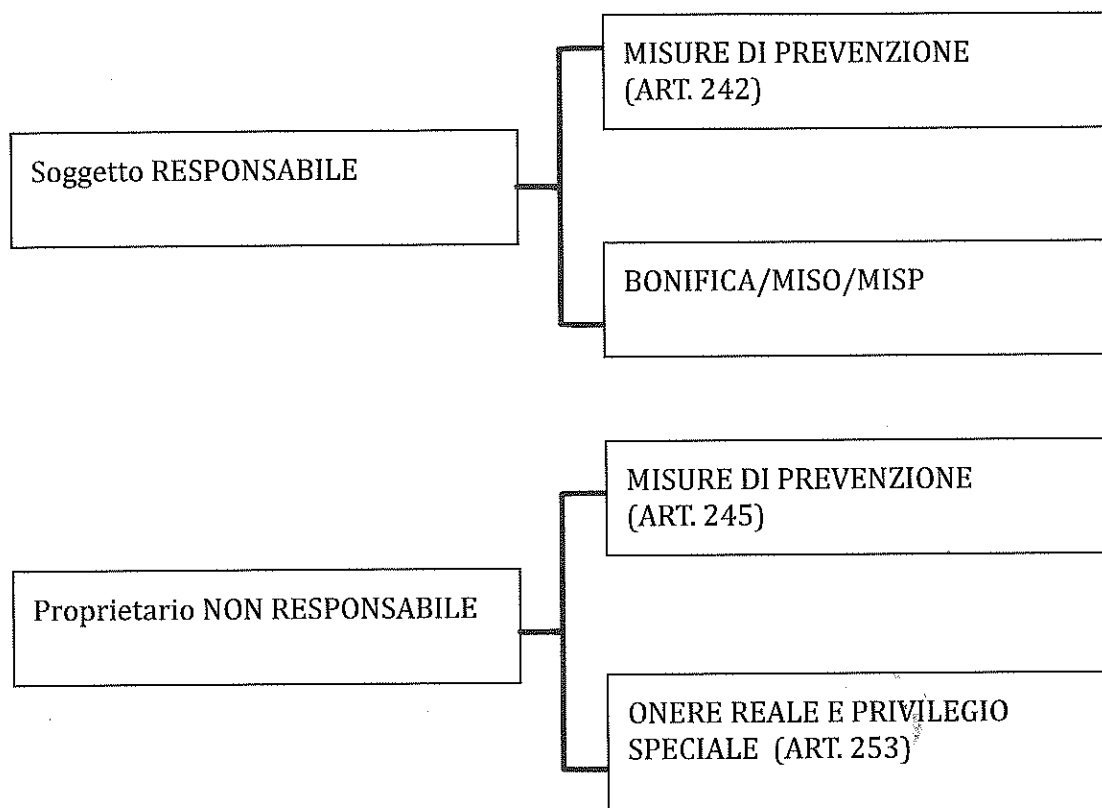 MISURE DI PREVENZIONE
(ART. 242)
Soggetto RESPONSABILE
BONIFICA/MISO/MISP
MISURE DI PREVENZIONE
(ART. 245)
Proprietario NON RESPONSABILE
ONERE REALE E PRIVILEGIO
SPECIALE (ART. 253)